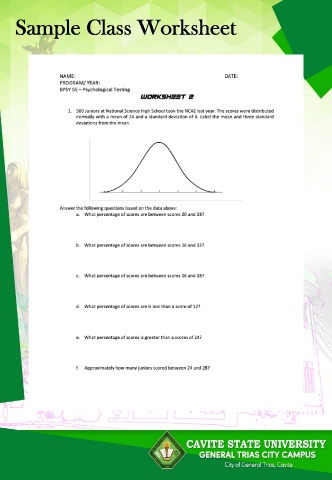 Sample Class Worksheet
NAME: DATE:
PROGRAM/ YEAR:
BPSY 55 – Psychological Testing
WORKSHEET 2
1. 500 Juniors at National Science High School took the NCAE last year. The scores were distributed
normally with a mean of 24 and a standard deviation of 4. Label the mean and three standard
deviations from the mean.
Answer the following questions based on the data above:
a. What percentage of scores are between scores 20 and 28?
b. What percentage of scores are between scores 16 and 32?
c. What percentage of scores are between scores 16 and 28?
d. What percentage of scores are is less than a score of 12?
e. What percentage of scores is greater than a scores of 24?
f. Approximately how many juniors scored between 24 and 28?
CAVITE STATE UNIVERSITY
GENERAL TRIAS CITY CAMPUS
City of General Trias, Cavite